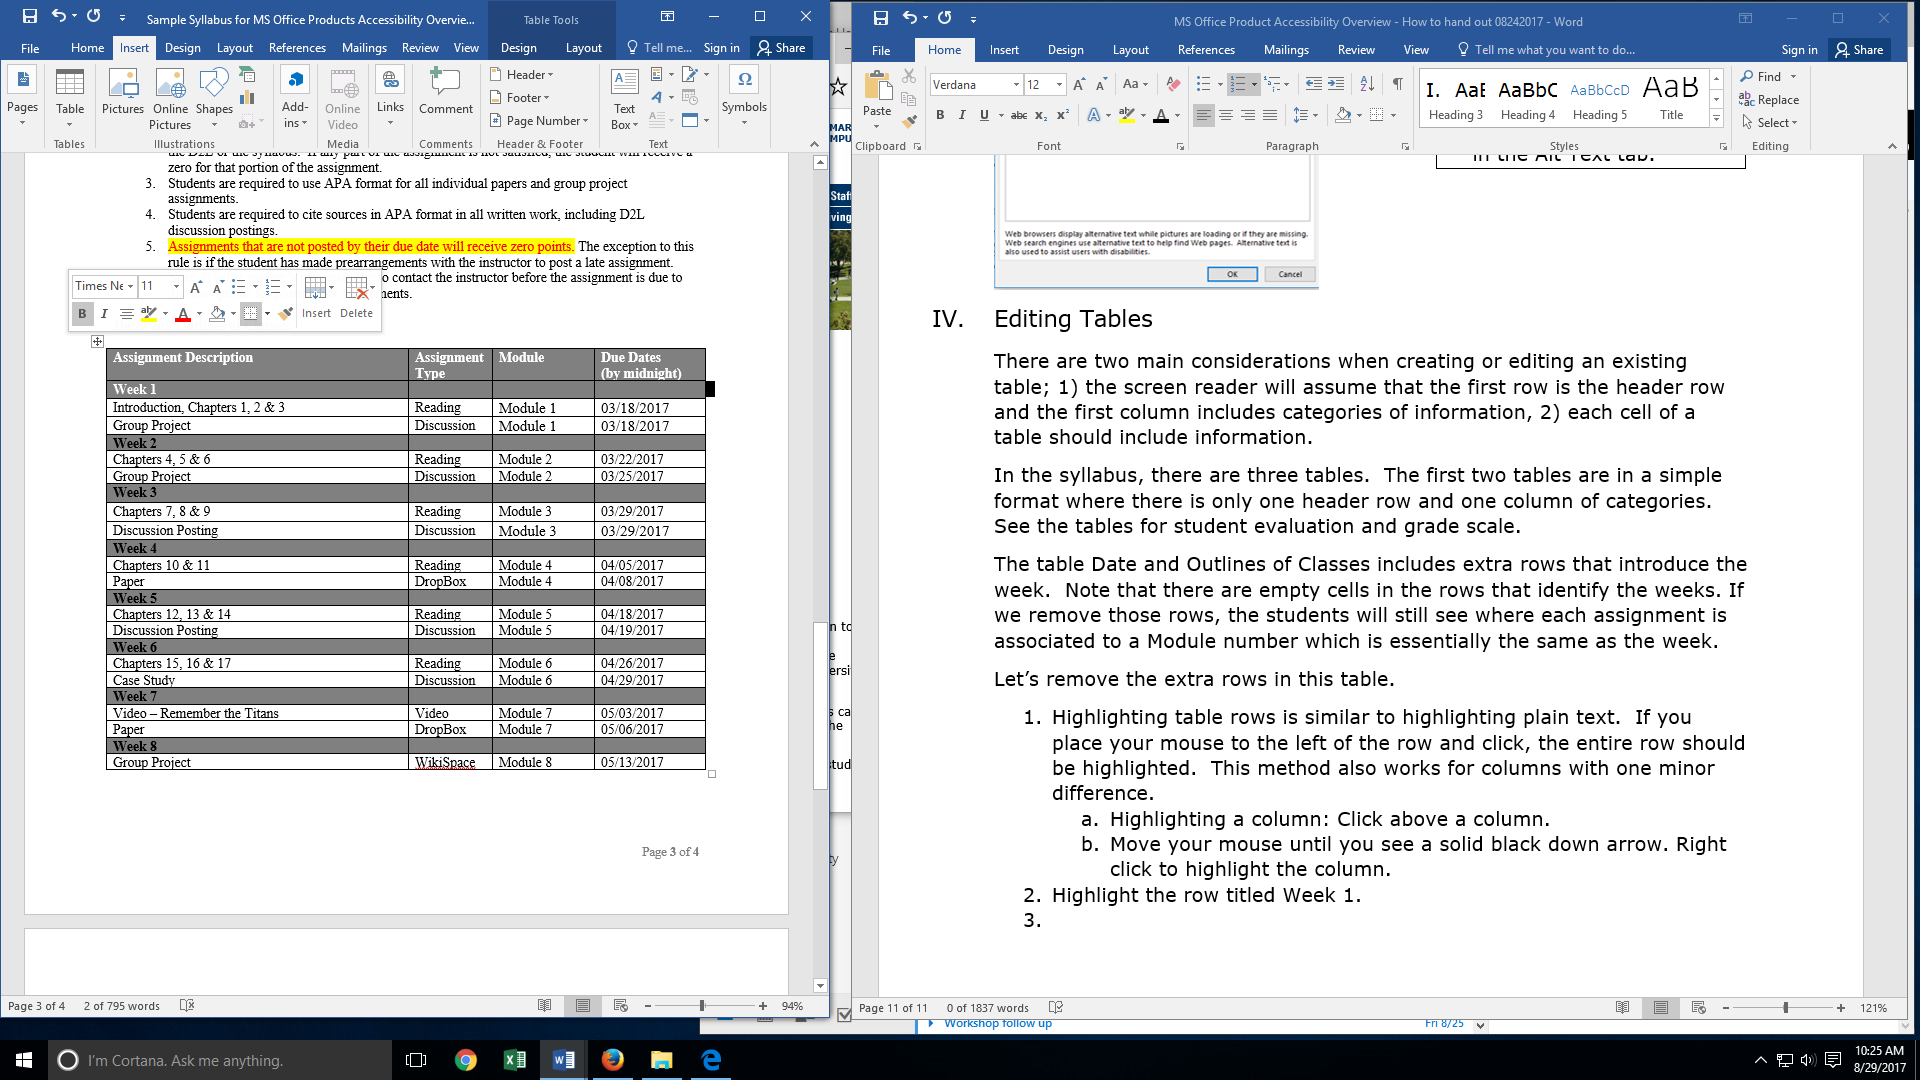 Sample Syllabus for MS Office Products Accessibility Overvie...
Table Tools
File Home Insert Design Layout References Mailings Review View Design Layout Tell me... Sign in Share
Pages
Table
Pictures
Online Pictures
Shapes
Add-ins
Online Video
Links
Comment
Header
Footer
Page Number
Text Box
Symbols
Tables Illustrations Media Comments Header & Footer Text
zero for that portion of the assignment.
3. Students are required to use APA format for all individual papers and group project
assignments.
4. Students are required to cite sources in APA format in all written work, including D2L
discussion postings.
5. Assignments that are not posted by their due date will receive zero points. The exception to this
rule is if the student has made prearrangements with the instructor to post a late assignment.
o contact the instructor before the assignment is due to
Times Ne 11
B I Insert Delete
Assignment Description Assignment Type Module Due Dates (by midnight)
Week 1
Introduction, Chapters 1, 2 & 3 Reading Module 1 03/18/2017
Group Project Discussion Module 1 03/18/2017
Week 2
Chapters 4, 5 & 6 Reading Module 2 03/22/2017
Group Project Discussion Module 2 03/25/2017
Week 3
Chapters 7, 8 & 9 Reading Module 3 03/29/2017
Discussion Posting Discussion Module 3 03/29/2017
Week 4
Chapters 10 & 11 Reading Module 4 04/05/2017
Paper DropBox Module 4 04/08/2017
Week 5
Chapters 12, 13 & 14 Reading Module 5 04/18/2017
Discussion Posting Discussion Module 5 04/19/2017
Week 6
Chapters 15, 16 & 17 Reading Module 6 04/26/2017
Case Study Discussion Module 6 04/29/2017
Week 7
Video – Remember the Titans Video Module 7 05/03/2017
Paper DropBox Module 7 05/06/2017
Week 8
Group Project WikiSpace Module 8 05/13/2017
Page 3 of 4
Page 3 of 4 2 of 795 words 94%
MS Office Product Accessibility Overview - How to hand out 08242017 - Word
File Home Insert Design Layout References Mailings Review View Tell me what you want to do... Sign in Share
Paste
Verdana 12
B I U abc
I. AaB Heading 3
AaBbC Heading 4
AaBbCcD Heading 5
AaB Title
Find
Replace
Select
Clipboard Font Paragraph Styles Editing
in the Alt Text tab.
Web browsers display alternative text while pictures are loading or if they are missing.
Web search engines use alternative text to help find Web pages. Alternative text is
also used to assist users with disabilities.
OK Cancel
IV. Editing Tables
There are two main considerations when creating or editing an existing
table; 1) the screen reader will assume that the first row is the header row
and the first column includes categories of information, 2) each cell of a
table should include information.
In the syllabus, there are three tables. The first two tables are in a simple
format where there is only one header row and one column of categories.
See the tables for student evaluation and grade scale.
The table Date and Outlines of Classes includes extra rows that introduce the
week. Note that there are empty cells in the rows that identify the weeks. If
we remove those rows, the students will still see where each assignment is
associated to a Module number which is essentially the same as the week.
Let’s remove the extra rows in this table.
1. Highlighting table rows is similar to highlighting plain text. If you
place your mouse to the left of the row and click, the entire row should
be highlighted. This method also works for columns with one minor
difference.
a. Highlighting a column: Click above a column.
b. Move your mouse until you see a solid black down arrow. Right
click to highlight the column.
2. Highlight the row titled Week 1.
3.
Page 11 of 11 0 of 1837 words 121%
Workshop follow up Fri 8/25
I'm Cortana. Ask me anything.
10:25 AM
8/29/2017